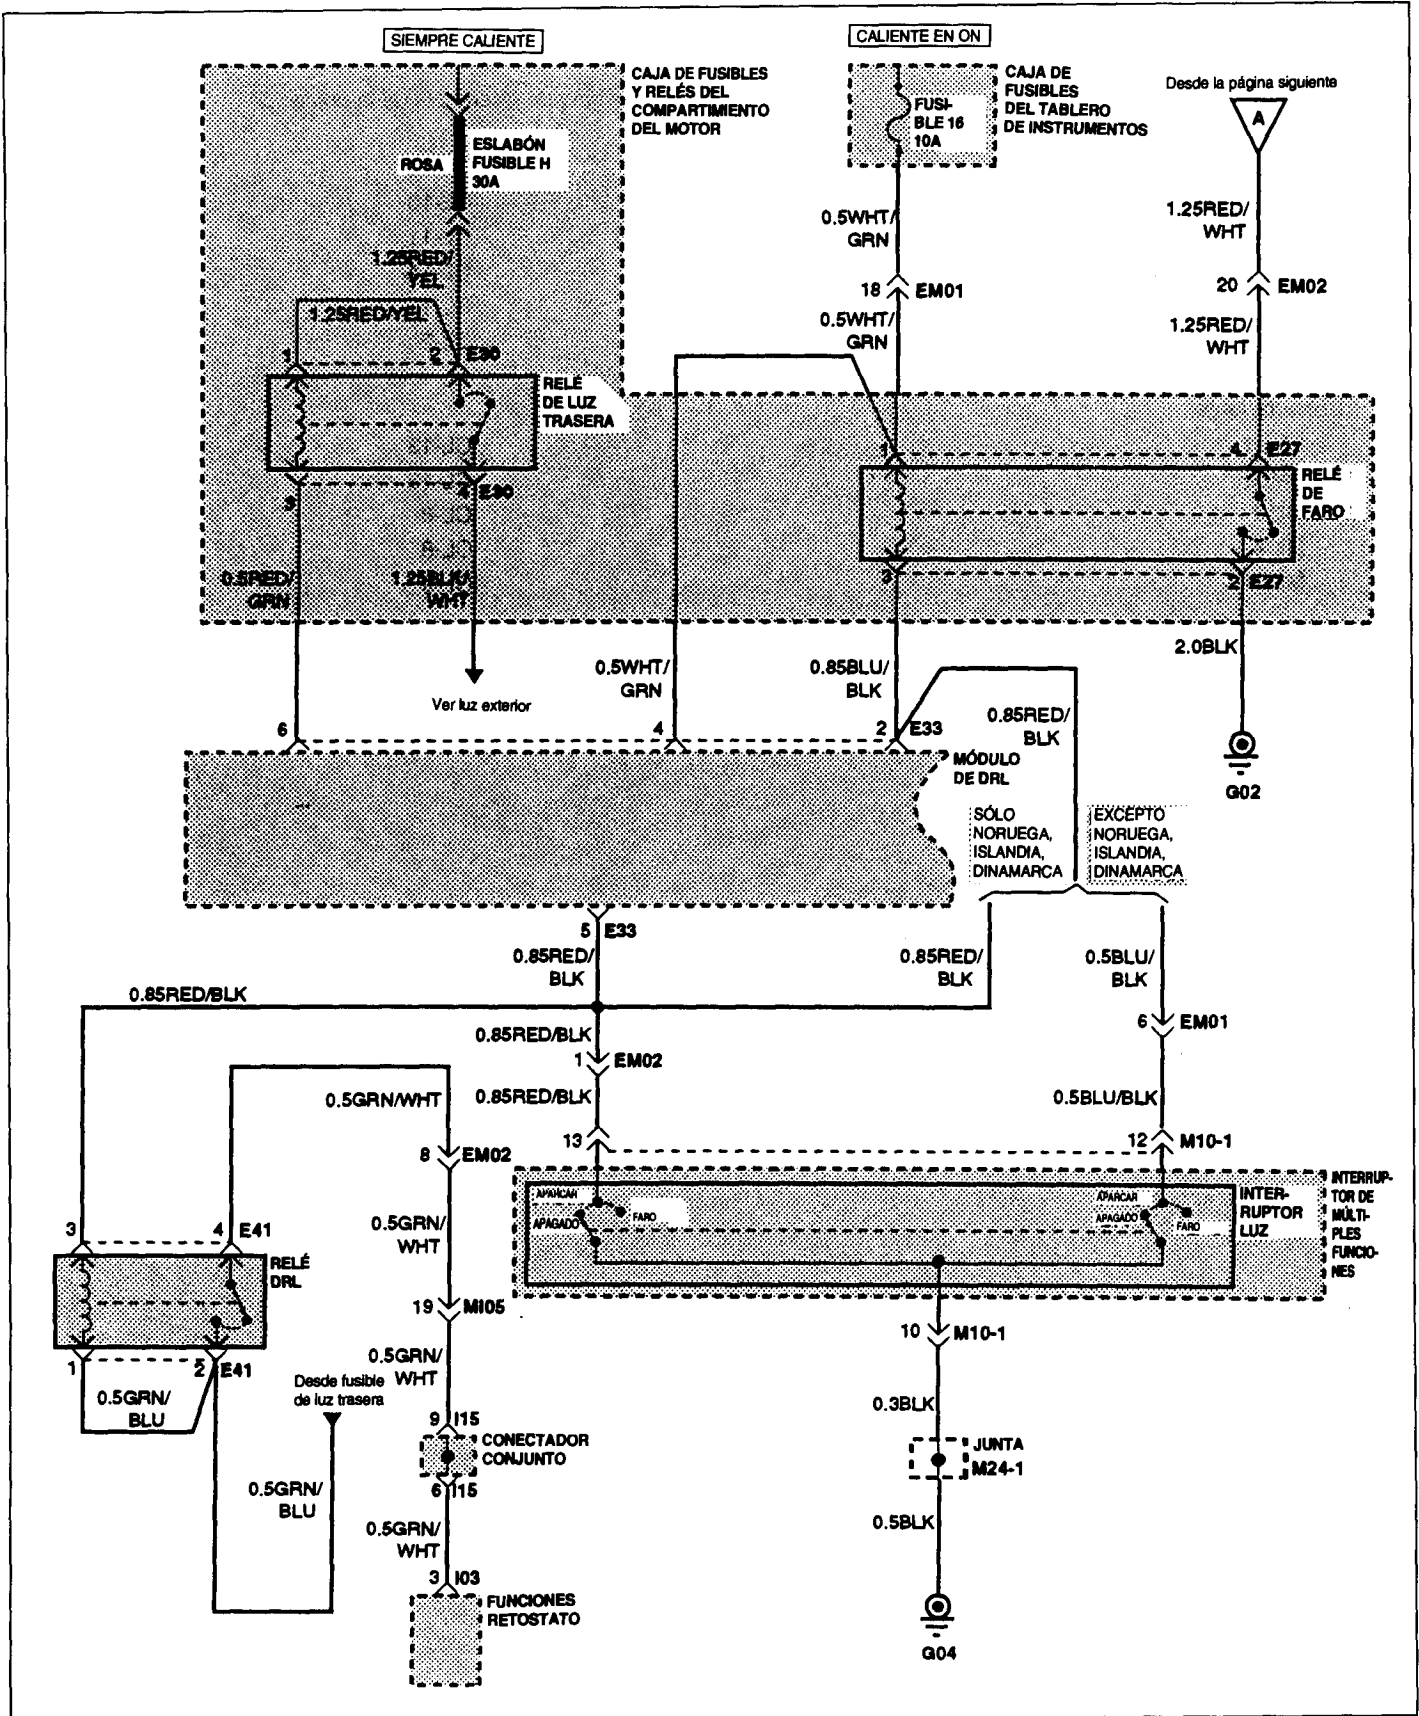 SIEMPRE CALIENTE
CALIENTE EN ON
CAJA DE FUSIBLES
Y RELÉS DEL
COMPARTIMIENTO
DEL MOTOR
ROSA
ESLABÓN
FUSIBLE H
30A
FUSI-
BLE 16
10A
CAJA DE
FUSIBLES
DEL TABLERO
DE INSTRUMENTOS
Desde la página siguiente
A
1.25RED/
YEL
0.5WHT/
GRN
1.25RED/
WHT
18 EM01
20 EM02
1.25RED/YEL
0.5WHT/
GRN
1.25RED/
WHT
1
2 E30
RELÉ
DE LUZ
TRASERA
3
4 E30
1
4 E27
RELÉ
DE
FARO
3
2 E27
0.5RED/
GRN
1.25BLK/
WHT
Ver luz exterior
0.5WHT/
GRN
0.85BLU/
BLK
2.0BLK
G02
6
4
2 E33
0.85RED/
BLK
MÓDULO
DE DRL
SÓLO
NORUEGA,
ISLANDIA,
DINAMARCA
EXCEPTO
NORUEGA,
ISLANDIA,
DINAMARCA
5 E33
0.85RED/
BLK
0.85RED/
BLK
0.5BLU/
BLK
0.85RED/BLK
0.85RED/BLK
1 EM02
6 EM01
0.85RED/BLK
0.5BLU/BLK
0.5GRN/WHT
13
12 M10-1
8 EM02
APARCAR
APAGADO
FARO
APARCAR
APAGADO
FARO
INTER-
RUPTOR
LUZ
INTERRUP-
TOR DE
MÚLTI-
PLES
FUNCIO-
NES
0.5GRN/
WHT
3
4 E41
RELÉ
DRL
19 MI05
10 M10-1
1
2 E41
0.5GRN/
WHT
0.5GRN/
BLU
Desde fusible
de luz trasera
0.3BLK
9 I15
CONECTADOR
CONJUNTO
6 I15
JUNTA
M24-1
0.5GRN/
BLU
0.5GRN/
WHT
0.5BLK
3 I03
FUNCIONES
RETOSTATO
G04